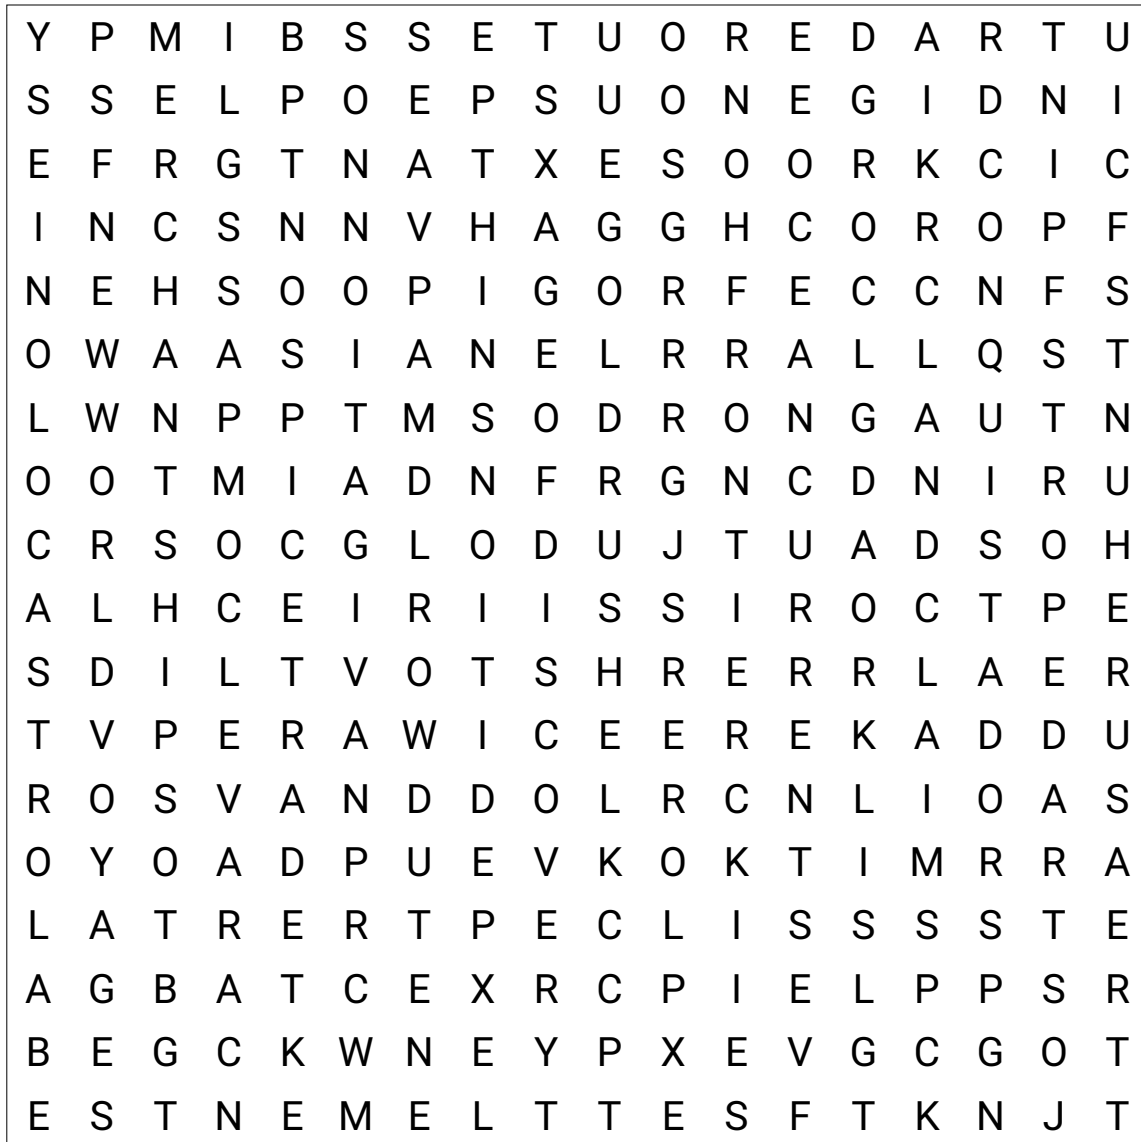 Y P M I B S S E T U O R E D A R T U
S S E L P O E P S U O N E G I D N I
E F R G T N A T X E S O O R K C I C
I N C S N N V H A G G H C O R O P F
N E H S O O P I G O R F E C C N F S
O W A A S I A N E L R R A L L Q S T
L W N P P T M S O D R O N G A U T N
O O T M I A D N F R G N C D N I R U
C R S O C G L O D U J T U A D S O H
A L H C E I R I I S S I R O C T P E
S D I L T V O T S H R E R R L A E R
T V P E R A W I C E E R E K A D D U
R O S V A N D D O L R C N L I O A S
O Y O A D P U E V K O K T I M R R A
L A T R E R T P E C L I S S S S T E
A G B A T C E X R C P I E L P P S R
B E G C K W N E Y P X E V G C G O T
E S T N E M E L T T E S F T K N J T